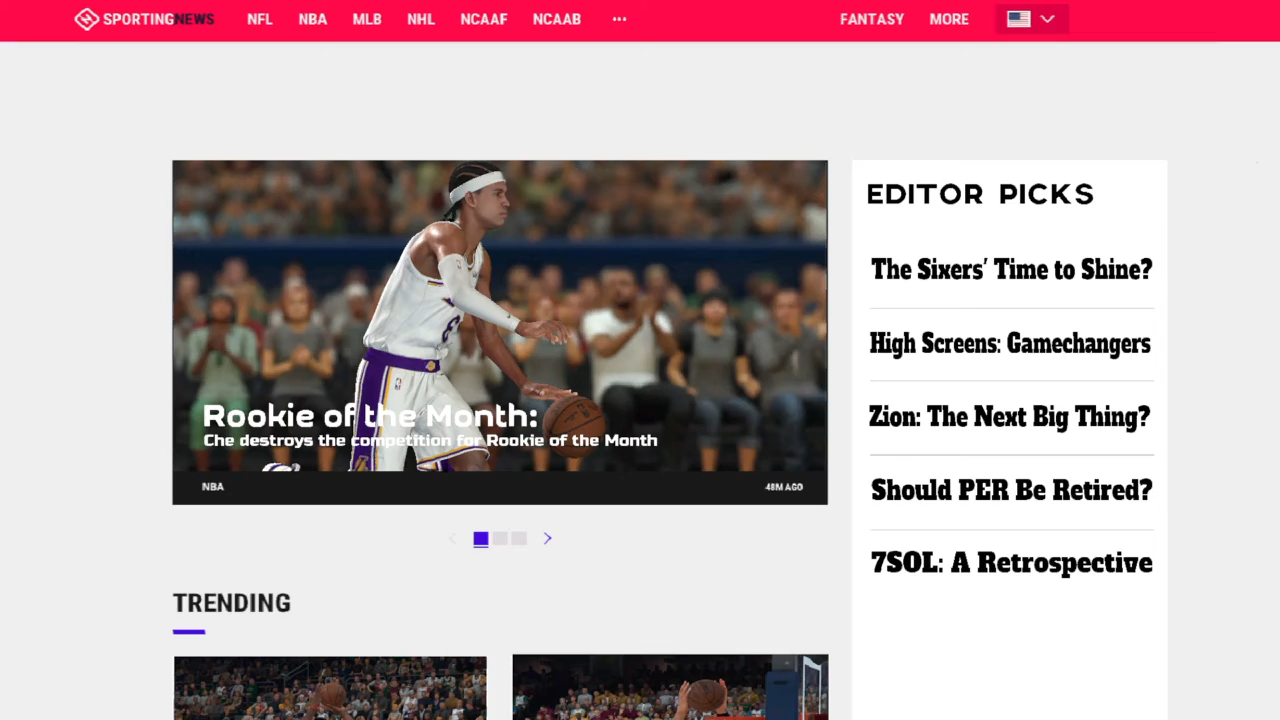 SPORTINGNEWS NFL NBA MLB NHL NCAAF NCAAB ••• FANTASY MORE
Rookie of the Month:
Che destroys the competition for Rookie of the Month
NBA 48M AGO
TRENDING
EDITOR PICKS
The Sixers' Time to Shine?
High Screens: Gamechangers
Zion: The Next Big Thing?
Should PER Be Retired?
7SOL: A Retrospective